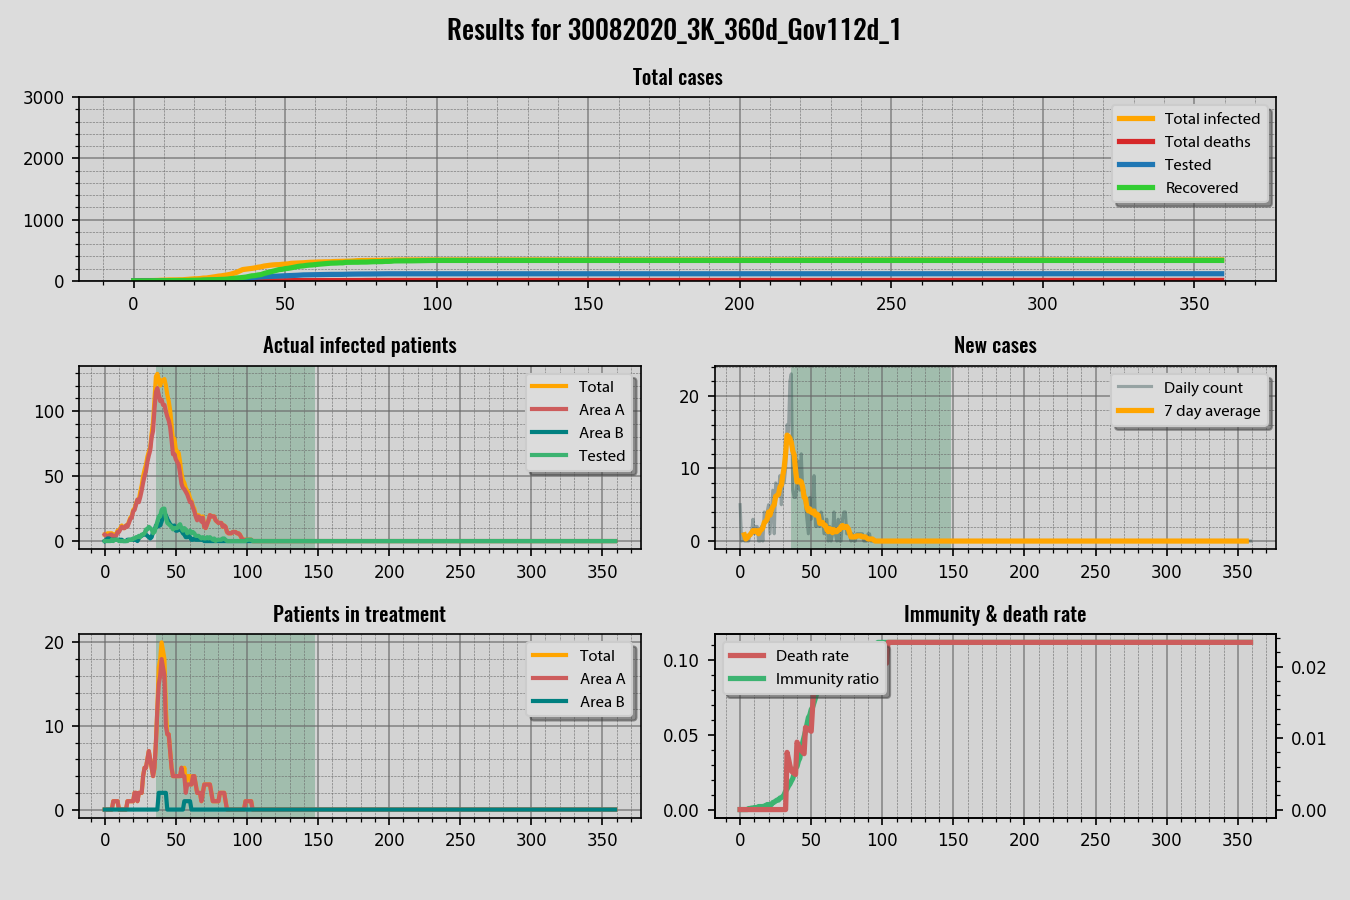 Results for 30082020_3K_360d_Gov112d_1
Total cases
3000
2000
1000
0
Total infected
Total deaths
Tested
Recovered
0 50 100 150 200 250 300 350
Actual infected patients
100
50
0
Total
Area A
Area B
Tested
0 50 100 150 200 250 300 350
New cases
20
10
0
Daily count
7 day average
0 50 100 150 200 250 300 350
Patients in treatment
20
10
0
Total
Area A
Area B
0 50 100 150 200 250 300 350
Immunity & death rate
0.10
0.05
0.00
Death rate
Immunity ratio
0.02
0.01
0.00
0 50 100 150 200 250 300 350